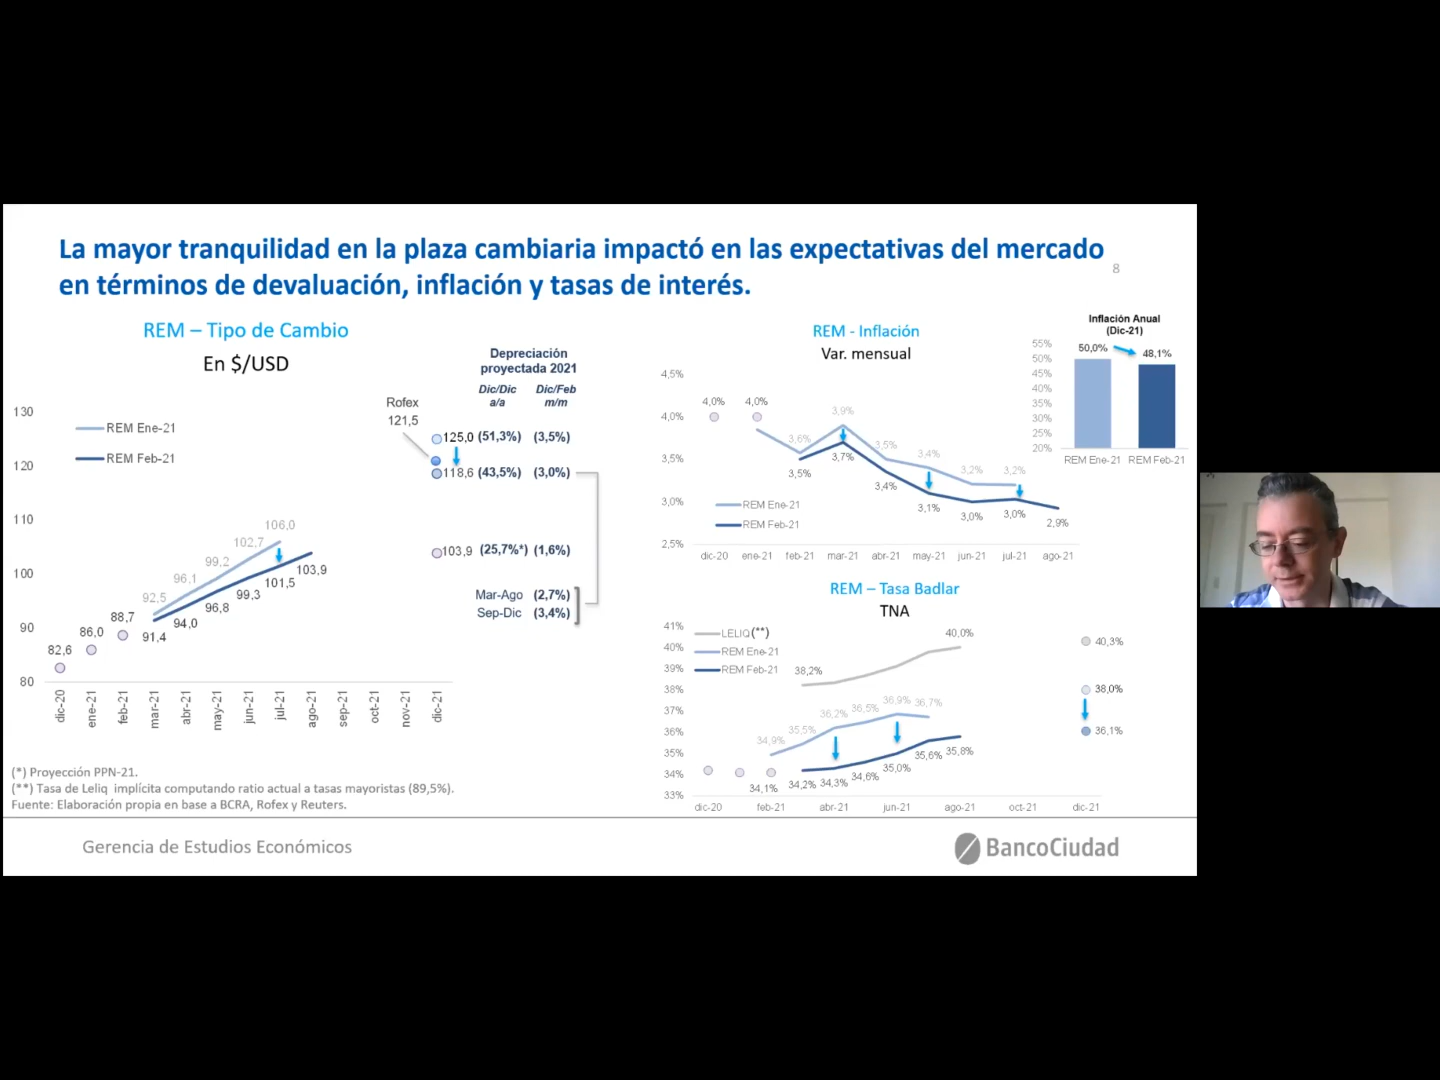 La mayor tranquilidad en la plaza cambiaria impactó en las expectativas del mercado
en términos de devaluación, inflación y tasas de interés.
8
REM – Tipo de Cambio
En $/USD
Depreciación
proyectada 2021
Dic/Dic Dic/Feb
a/a m/m
Rofex
121,5
REM Ene-21
REM Feb-21
125,0 (51,3%) (3,5%)
118,6 (43,5%) (3,0%)
103,9 (25,7%*) (1,6%)
Mar-Ago (2,7%)
Sep-Dic (3,4%)
130
120
110
100
90
80
82,6
86,0
88,7
92,5
96,1
99,2
102,7
106,0
91,4
94,0
96,8
99,3
101,5
103,9
dic-20 ene-21 feb-21 mar-21 abr-21 may-21 jun-21 jul-21 ago-21 sep-21 oct-21 nov-21 dic-21
(*) Proyección PPN-21.
(**) Tasa de Leliq implícita computando ratio actual a tasas mayoristas (89,5%).
Fuente: Elaboración propia en base a BCRA, Rofex y Reuters.
REM - Inflación
Var. mensual
4,5%
4,0%
3,5%
3,0%
2,5%
4,0% 4,0%
3,6% 3,9% 3,5% 3,4% 3,2% 3,2%
3,5% 3,7% 3,4% 3,1% 3,0% 3,0% 2,9%
REM Ene-21
REM Feb-21
dic-20 ene-21 feb-21 mar-21 abr-21 may-21 jun-21 jul-21 ago-21
Inflación Anual
(Dic-21)
55%
50%
45%
40%
35%
30%
25%
20%
50,0% 48,1%
REM Ene-21 REM Feb-21
REM – Tasa Badlar
TNA
41%
40%
39%
38%
37%
36%
35%
34%
33%
LELIQ(**)
REM Ene-21
REM Feb-21
38,2% 40,0% 40,3%
34,9% 35,5% 36,2% 36,5% 36,9% 36,7% 38,0%
34,1% 34,2% 34,3% 34,6% 35,0% 35,6% 35,8% 36,1%
dic-20 feb-21 abr-21 jun-21 ago-21 oct-21 dic-21
Gerencia de Estudios Económicos
BancoCiudad